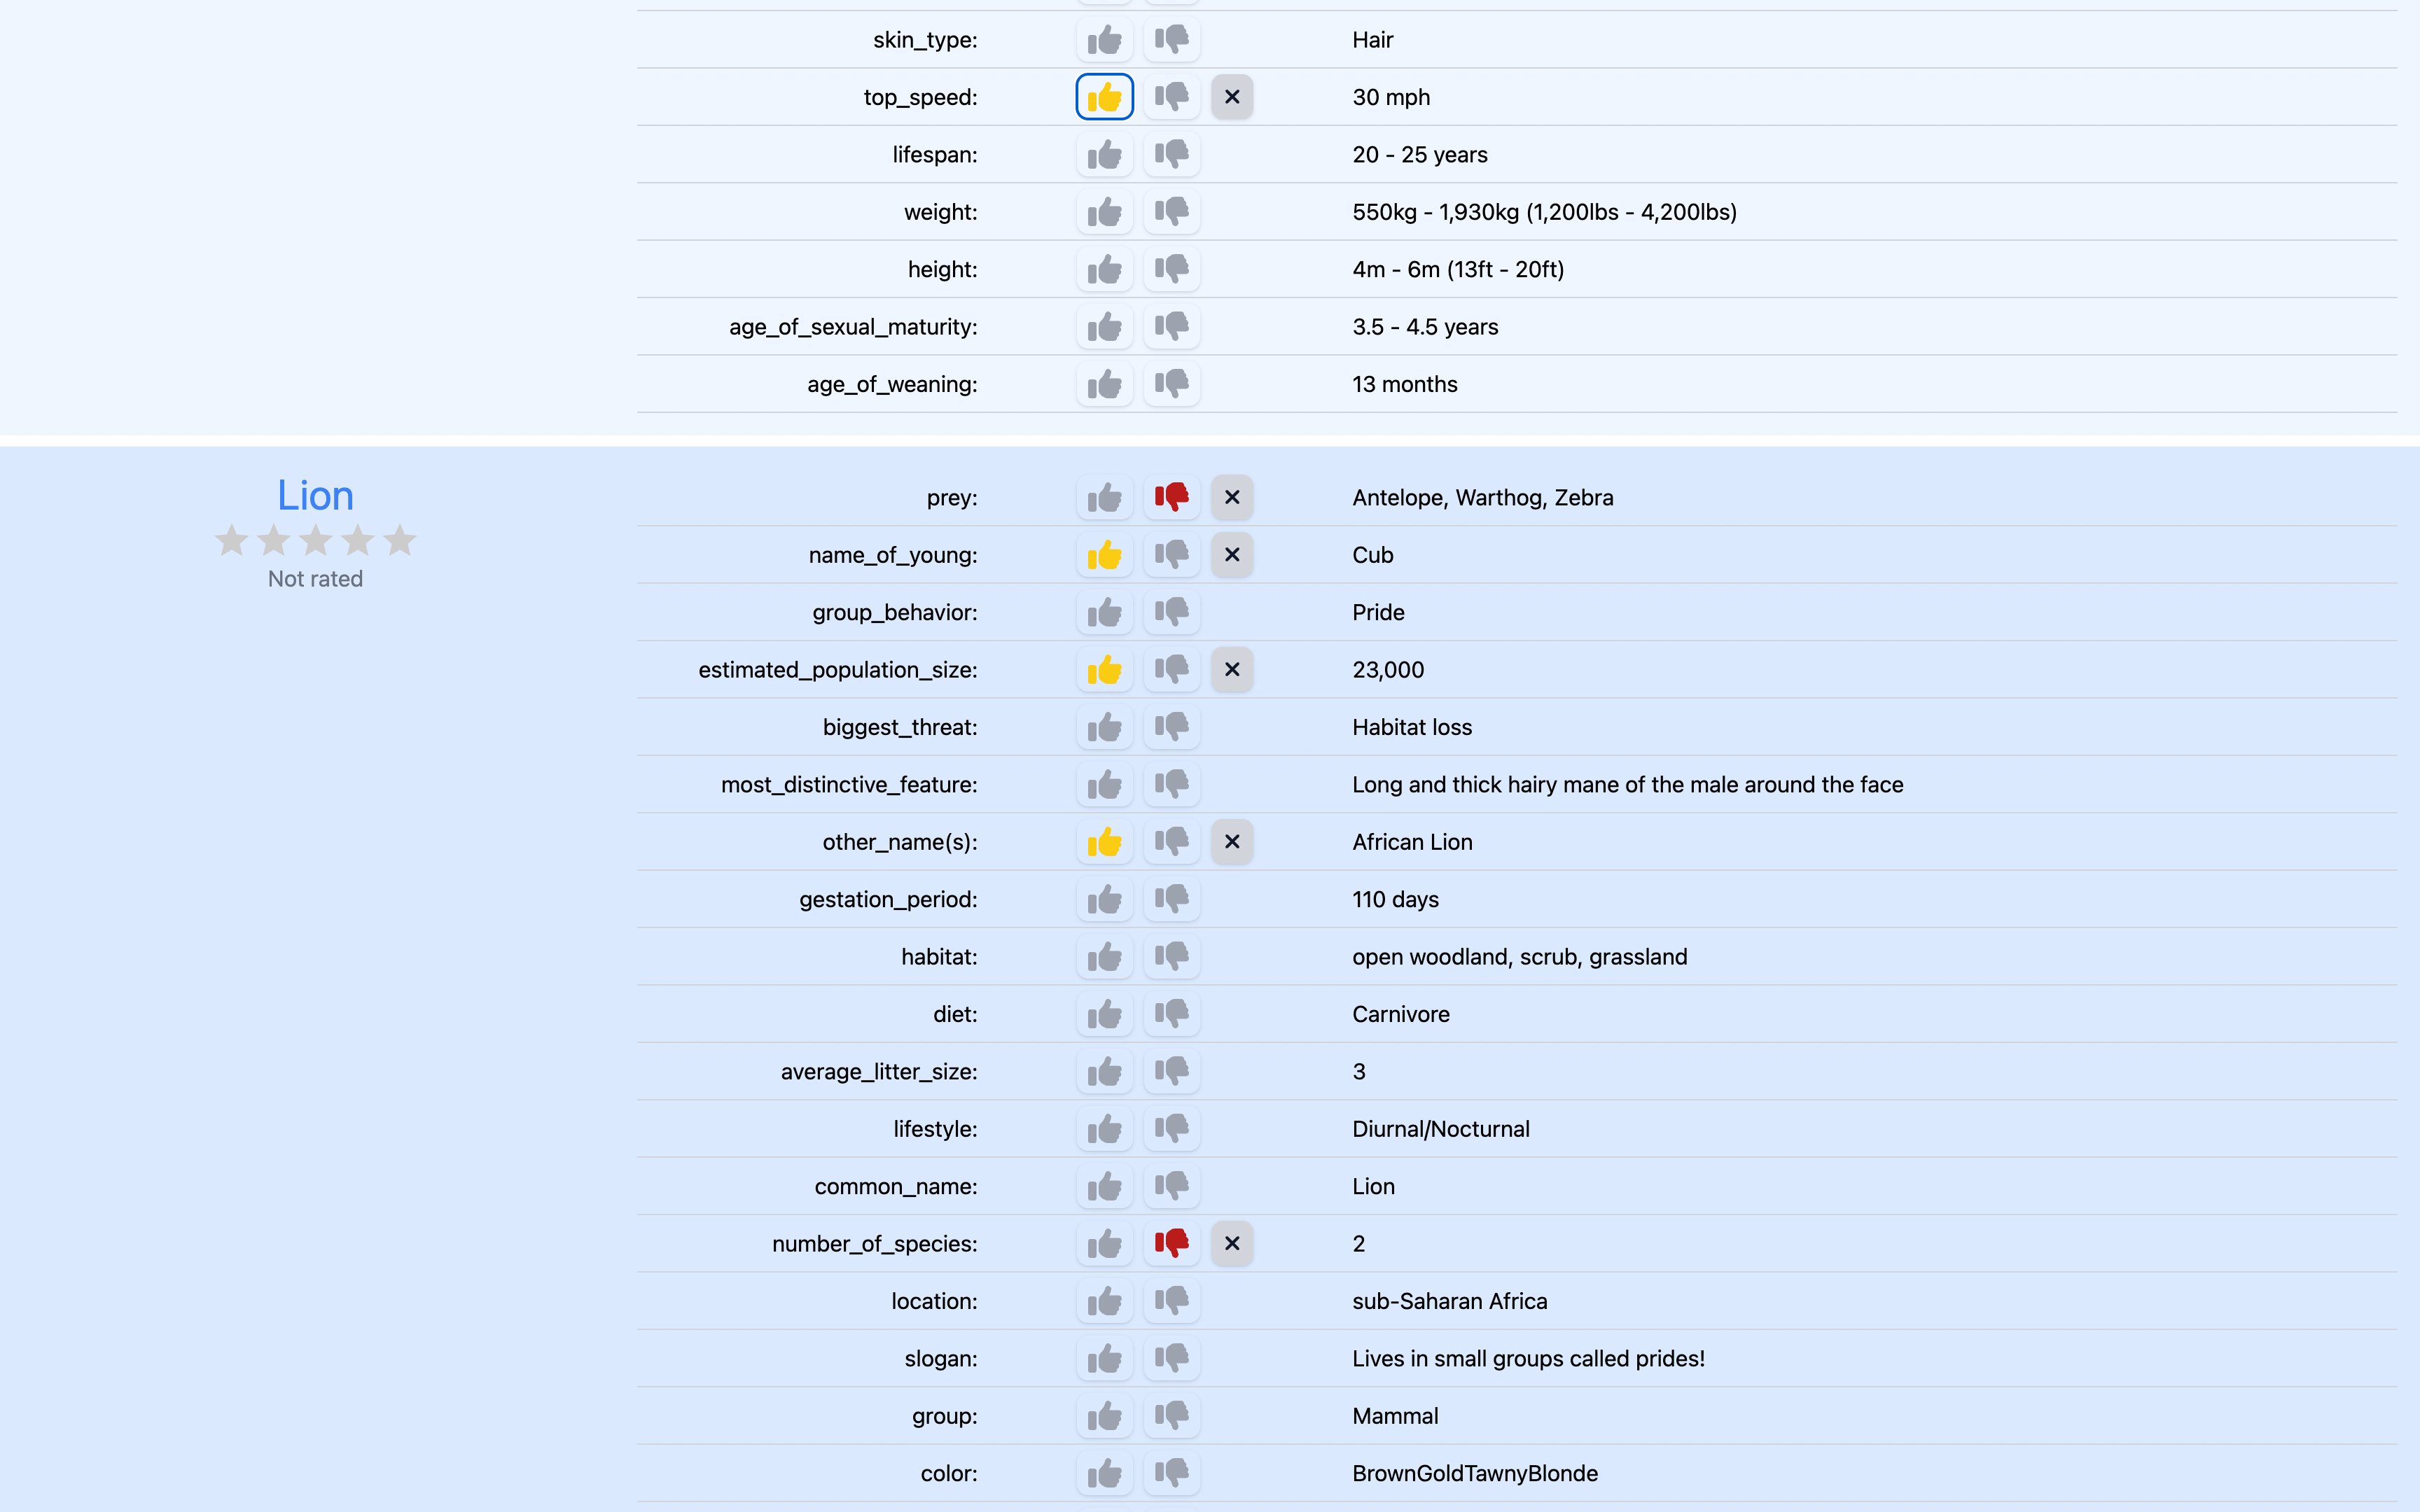 skin_type: Hair
top_speed: × 30 mph
lifespan: 20 - 25 years
weight: 550kg - 1,930kg (1,200lbs - 4,200lbs)
height: 4m - 6m (13ft - 20ft)
age_of_sexual_maturity: 3.5 - 4.5 years
age_of_weaning: 13 months
Lion
Not rated
prey: × Antelope, Warthog, Zebra
name_of_young: × Cub
group_behavior: Pride
estimated_population_size: × 23,000
biggest_threat: Habitat loss
most_distinctive_feature: Long and thick hairy mane of the male around the face
other_name(s): × African Lion
gestation_period: 110 days
habitat: open woodland, scrub, grassland
diet: Carnivore
average_litter_size: 3
lifestyle: Diurnal/Nocturnal
common_name: Lion
number_of_species: × 2
location: sub-Saharan Africa
slogan: Lives in small groups called prides!
group: Mammal
color: BrownGoldTawnyBlonde